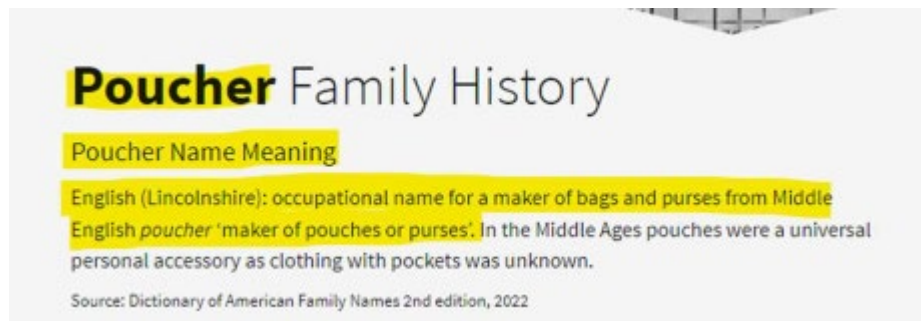 Poucher Family History
Poucher Name Meaning
English (Lincolnshire): occupational name for a maker of bags and purses from Middle
English poucher ‘maker of pouches or purses’. In the Middle Ages pouches were a universal
personal accessory as clothing with pockets was unknown.
Source: Dictionary of American Family Names 2nd edition, 2022